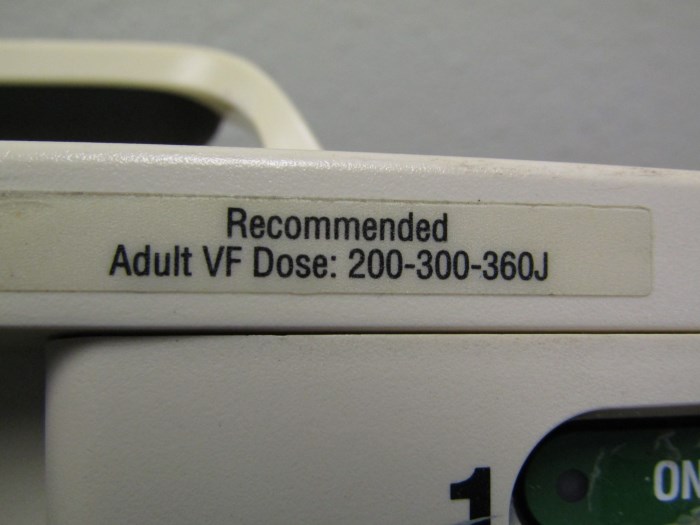 Recommended
Adult VF Dose: 200-300-360J
1
ON